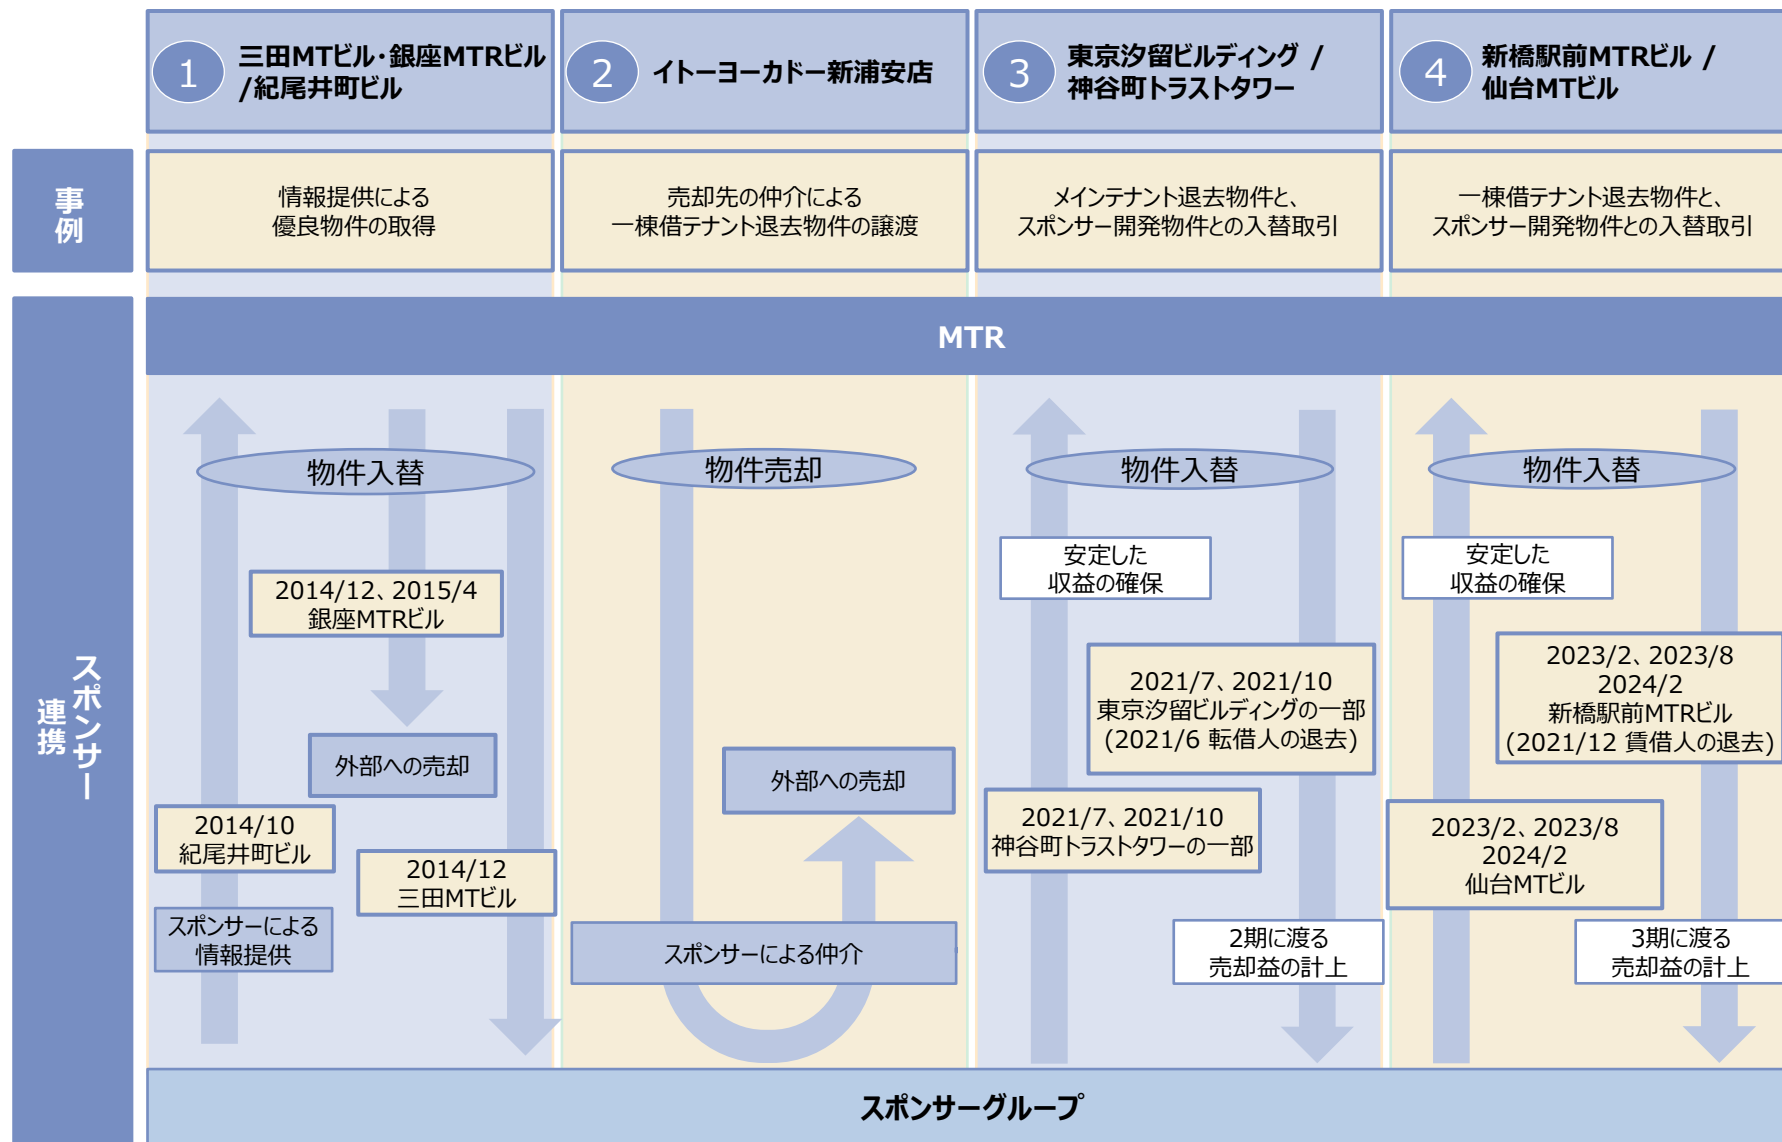 1
三田MTビル・銀座MTRビル
/紀尾井町ビル
2
イトーヨーカドー新浦安店
3
東京汐留ビルディング /
神谷町トラストタワー
4
新橋駅前MTRビル /
仙台MTビル
事例
情報提供による
優良物件の取得
売却先の仲介による
一棟借テナント退去物件の譲渡
メインテナント退去物件と、
スポンサー開発物件との入替取引
一棟借テナント退去物件と、
スポンサー開発物件との入替取引
スポンサー
連携
MTR
物件入替
2014/12、2015/4
銀座MTRビル
外部への売却
2014/10
紀尾井町ビル
2014/12
三田MTビル
スポンサーによる
情報提供
物件売却
外部への売却
スポンサーによる仲介
物件入替
安定した
収益の確保
2021/7、2021/10
東京汐留ビルディングの一部
(2021/6 転借人の退去)
2021/7、2021/10
神谷町トラストタワーの一部
2期に渡る
売却益の計上
物件入替
安定した
収益の確保
2023/2、2023/8
2024/2
新橋駅前MTRビル
(2021/12 賃借人の退去)
2023/2、2023/8
2024/2
仙台MTビル
3期に渡る
売却益の計上
スポンサーグループ